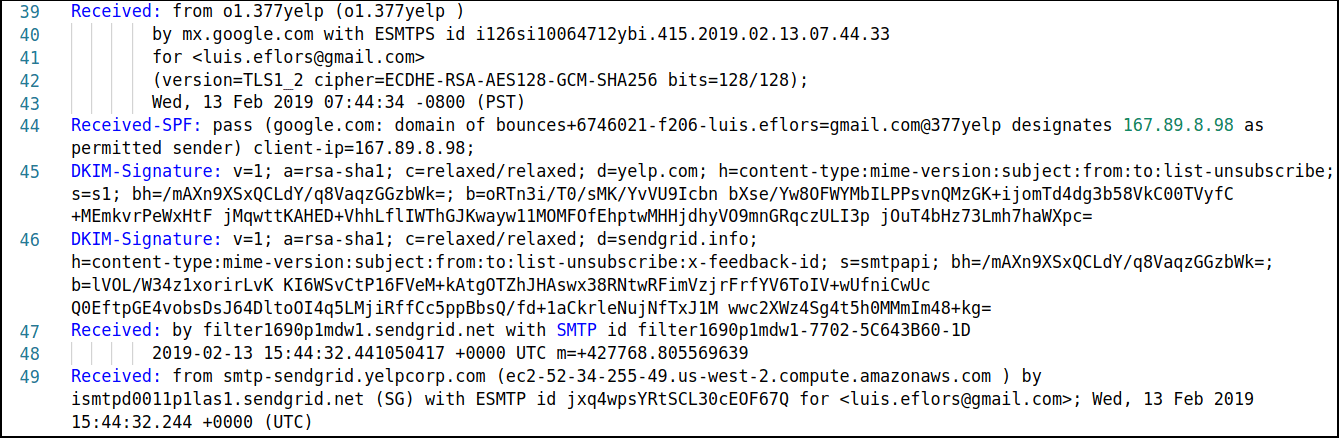 39 Received: from o1.377yelp (o1.377yelp )
40 by mx.google.com with ESMTPS id i126si10064712ybi.415.2019.02.13.07.44.33
41 for <luis.eflors@gmail.com>
42 (version=TLS1_2 cipher=ECDHE-RSA-AES128-GCM-SHA256 bits=128/128);
43 Wed, 13 Feb 2019 07:44:34 -0800 (PST)
44 Received-SPF: pass (google.com: domain of bounces+6746021-f206-luis.eflors=gmail.com@377yelp designates 167.89.8.98 as
permitted sender) client-ip=167.89.8.98;
45 DKIM-Signature: v=1; a=rsa-sha1; c=relaxed/relaxed; d=yelp.com; h=content-type:mime-version:subject:from:to:list-unsubscribe;
s=s1; bh=/mAXn9XSxQCLdY/q8VaqzGGzbWk=; b=oRTn3i/T0/sMK/YvVU9Icbn bXse/Yw8OFWYMbILPPsvnQMzGK+ijomTd4dg3b58VkC00TVyfC
+MEmkvrPeWxHtF jMqwttKAHED+VhhLflIWThGJKwayw11MOMFOfEhptwMHHjdhyVO9mnGRqczULI3p jOuT4bHz73Lmh7haWXpc=
46 DKIM-Signature: v=1; a=rsa-sha1; c=relaxed/relaxed; d=sendgrid.info;
h=content-type:mime-version:subject:from:to:list-unsubscribe:x-feedback-id; s=smtpapi; bh=/mAXn9XSxQCLdY/q8VaqzGGzbWk=;
b=lVOL/W34z1xorirLvK KI6WSvCtP16FVeM+kAtgOTZhJHAswx38RNtwRFimVzjrFrfYV6ToIV+wUfniCwUc
Q0EftpGE4vobsDsJ64DltoOI4q5LMjiRffCc5ppBbsQ/fd+1aCkrleNujNfTxJ1M wwc2XWz4Sg4t5h0MMmIm48+kg=
47 Received: by filter1690p1mdw1.sendgrid.net with SMTP id filter1690p1mdw1-7702-5C643B60-1D
48 2019-02-13 15:44:32.441050417 +0000 UTC m=+427768.805569639
49 Received: from smtp-sendgrid.yelpcorp.com (ec2-52-34-255-49.us-west-2.compute.amazonaws.com ) by
ismtpd0011p1las1.sendgrid.net (SG) with ESMTP id jxq4wpsYRtSCL30cEOF67Q for <luis.eflors@gmail.com>; Wed, 13 Feb 2019
15:44:32.244 +0000 (UTC)